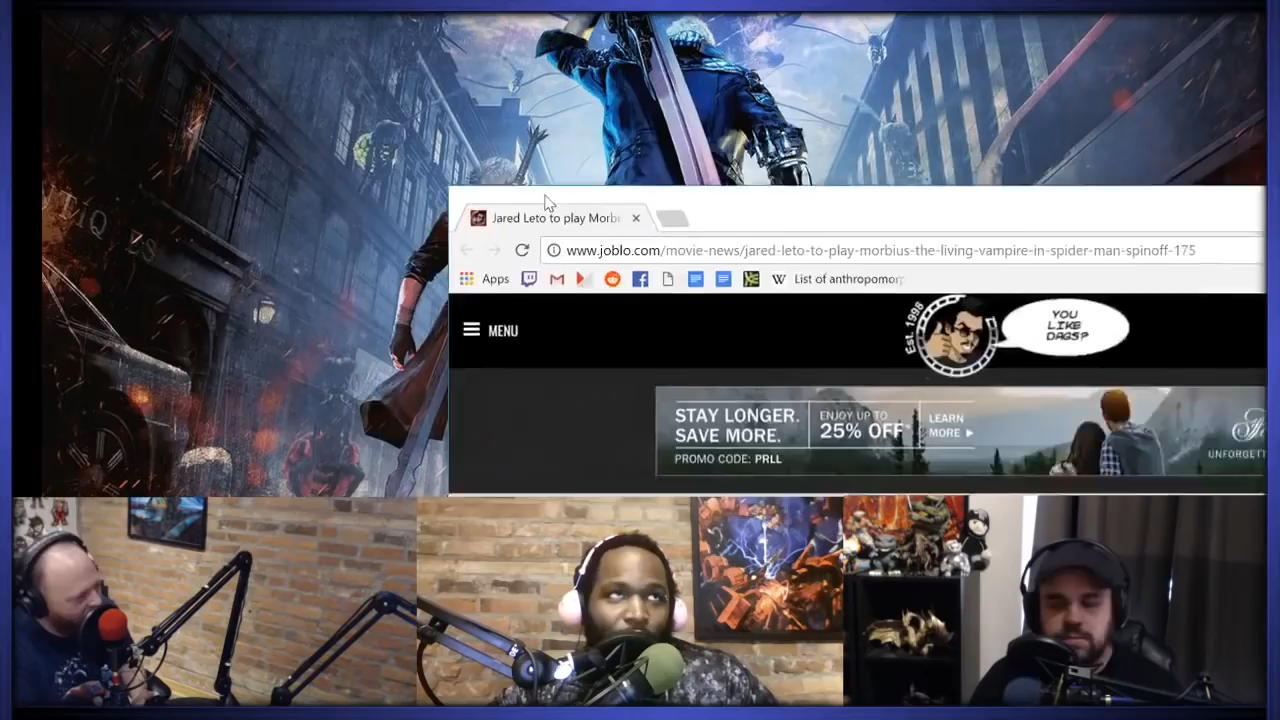 Jared Leto to play Morbi
www.joblo.com/movie-news/jared-leto-to-play-morbius-the-living-vampire-in-spider-man-spinoff-175
Apps
W List of anthropomor
MENU
Est. 1998
YOU
LIKE
DAGS?
STAY LONGER.
SAVE MORE.
ENJOY UP TO
25% OFF*
LEARN
MORE
PROMO CODE: PRLL
UNFORGETT